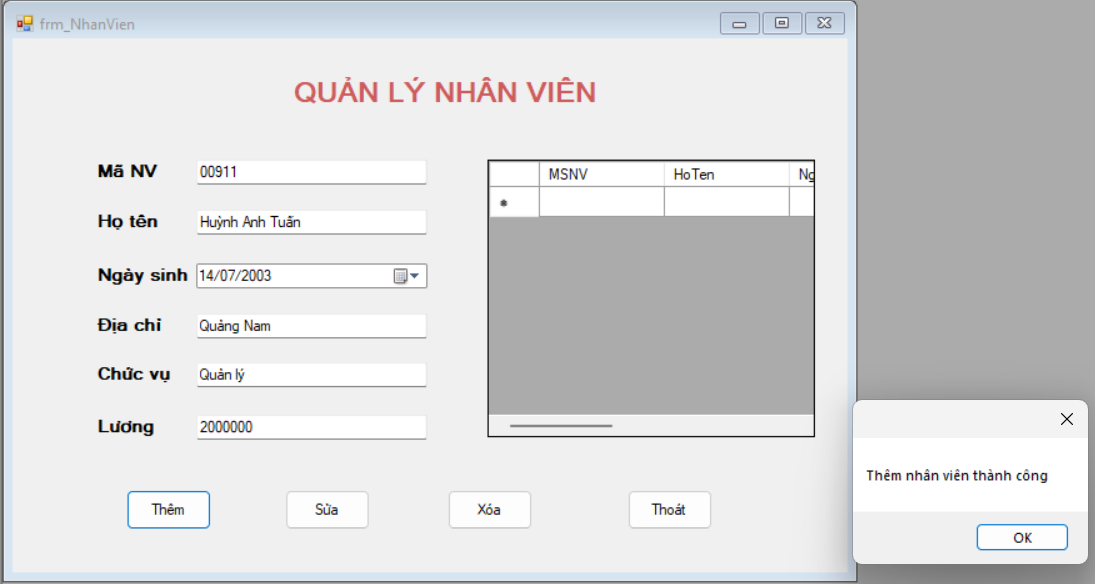 frm_NhanVien
QUẢN LÝ NHÂN VIÊN
Mã NV 00911
Họ tên Huỳnh Anh Tuấn
Ngày sinh 14/07/2003
Địa chỉ Quảng Nam
Chức vụ Quản lý
Lương 2000000
MSNV HoTen Ng
Thêm Sửa Xóa Thoát
Thêm nhân viên thành công
OK